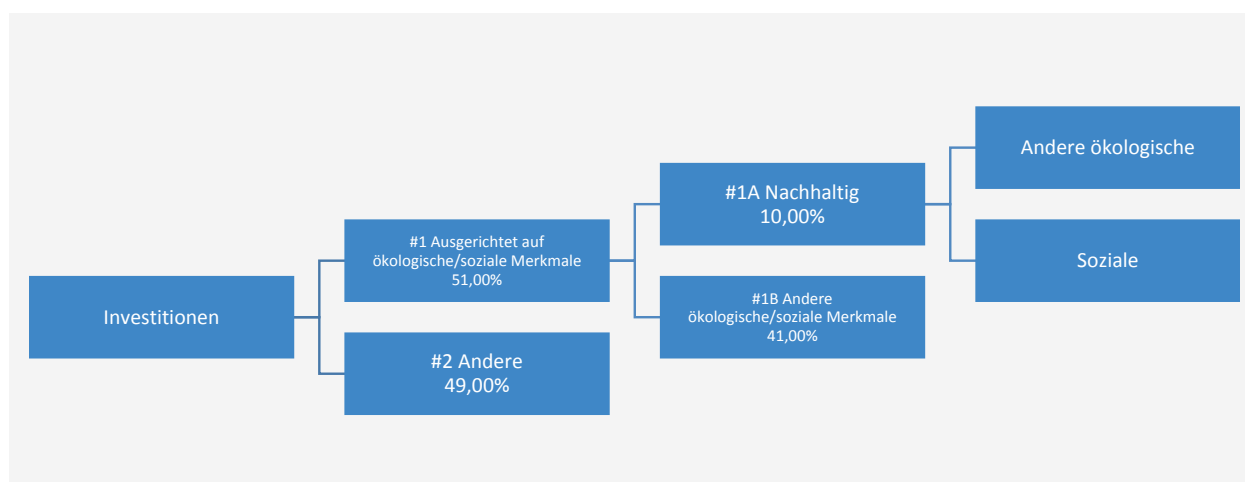 Investitionen
#1 Ausgerichtet auf
ökologische/soziale Merkmale
51,00%
#2 Andere
49,00%
#1A Nachhaltig
10,00%
#1B Andere
ökologische/soziale Merkmale
41,00%
Andere ökologische
Soziale